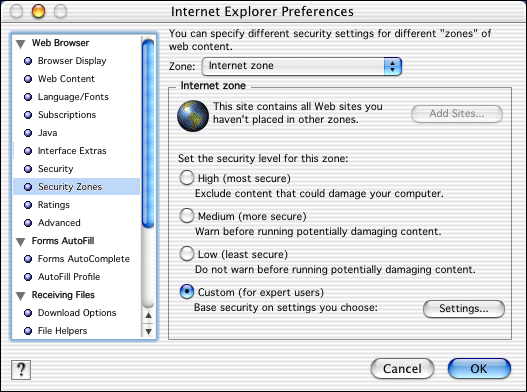 Internet Explorer Preferences
Web Browser
Browser Display
Web Content
Language/Fonts
Subscriptions
Java
Interface Extras
Security
Security Zones
Ratings
Advanced
Forms AutoFill
Forms AutoComplete
AutoFill Profile
Receiving Files
Download Options
File Helpers
You can specify different security settings for different "zones" of
web content.
Zone: Internet zone
Internet zone
This site contains all Web sites you
haven't placed in other zones.
Add Sites...
Set the security level for this zone:
High (most secure)
Exclude content that could damage your computer.
Medium (more secure)
Warn before running potentially damaging content.
Low (least secure)
Do not warn before running potentially damaging content.
Custom (for expert users)
Base security on settings you choose:
Settings...
?
Cancel
OK